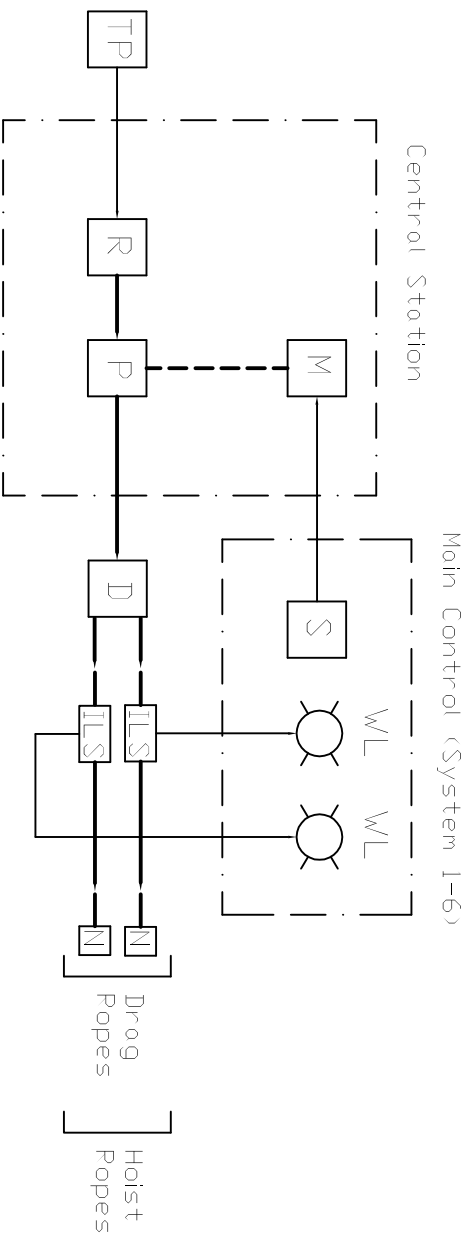 Main Control (System 1-6)
Central Station
WL
WL
M
S
TP
R
P
D
ILS
ILS
N
N
Drag
Ropes
Hoist
Ropes